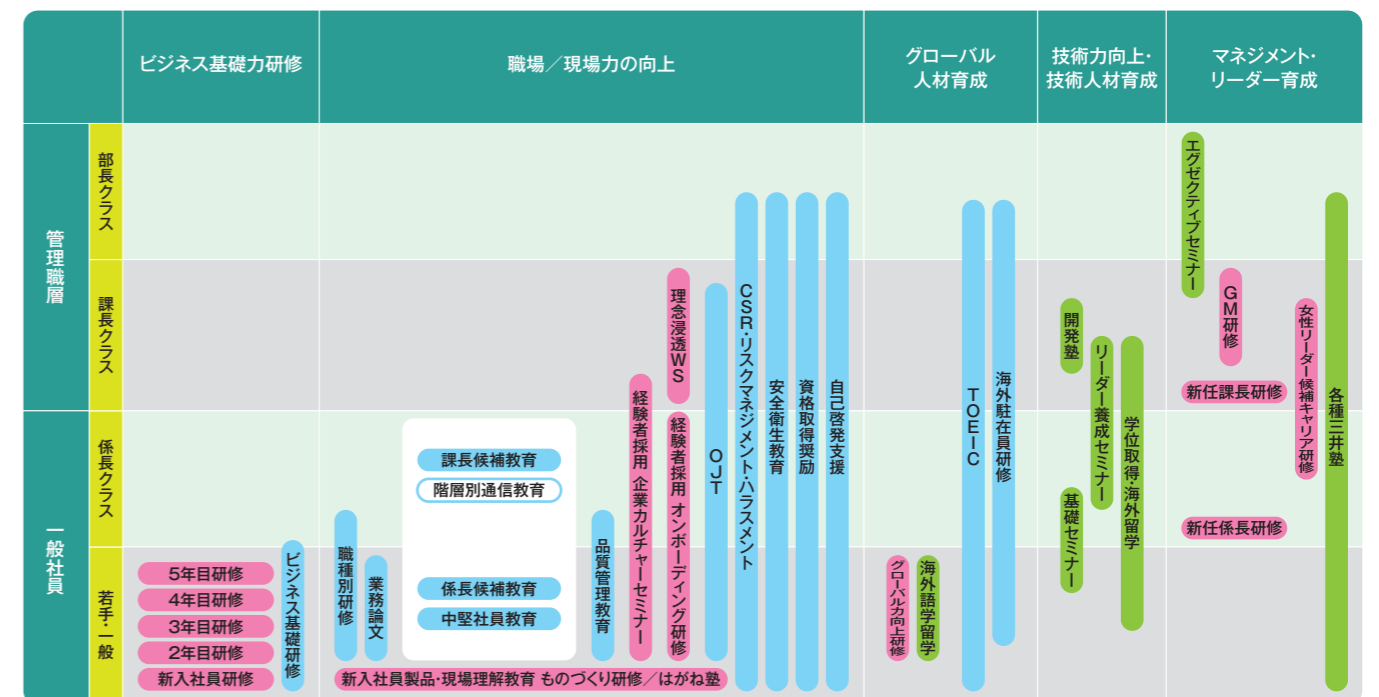 ビジネス基礎力研修
職場／現場力の向上
グローバル
人材育成
技術力向上・
技術人材育成
マネジメント・
リーダー育成
管理職層
部長クラス
課長クラス
一般社員
係長クラス
若手・一般
5年目研修
4年目研修
3年目研修
2年目研修
新入社員研修
ビジネス基礎研修
職種別研修
業務論文
課長候補教育
階層別通信教育
係長候補教育
中堅社員教育
品質管理教育
経験者採用 企業カルチャーセミナー
理念浸透WS
経験者採用 オンボーディング研修
OJT
CSR・リスクマネジメント・ハラスメント
安全衛生教育
資格取得奨励
自己啓発支援
新入社員製品・現場理解教育 ものづくり研修／はがね塾
グローバル力向上研修
海外語学留学
TOEIC
海外駐在員研修
開発塾
基礎セミナー
リーダー養成セミナー
学位取得・海外留学
エグゼクティブセミナー
GM研修
新任課長研修
新任係長研修
女性リーダー候補キャリア研修
各種三井塾